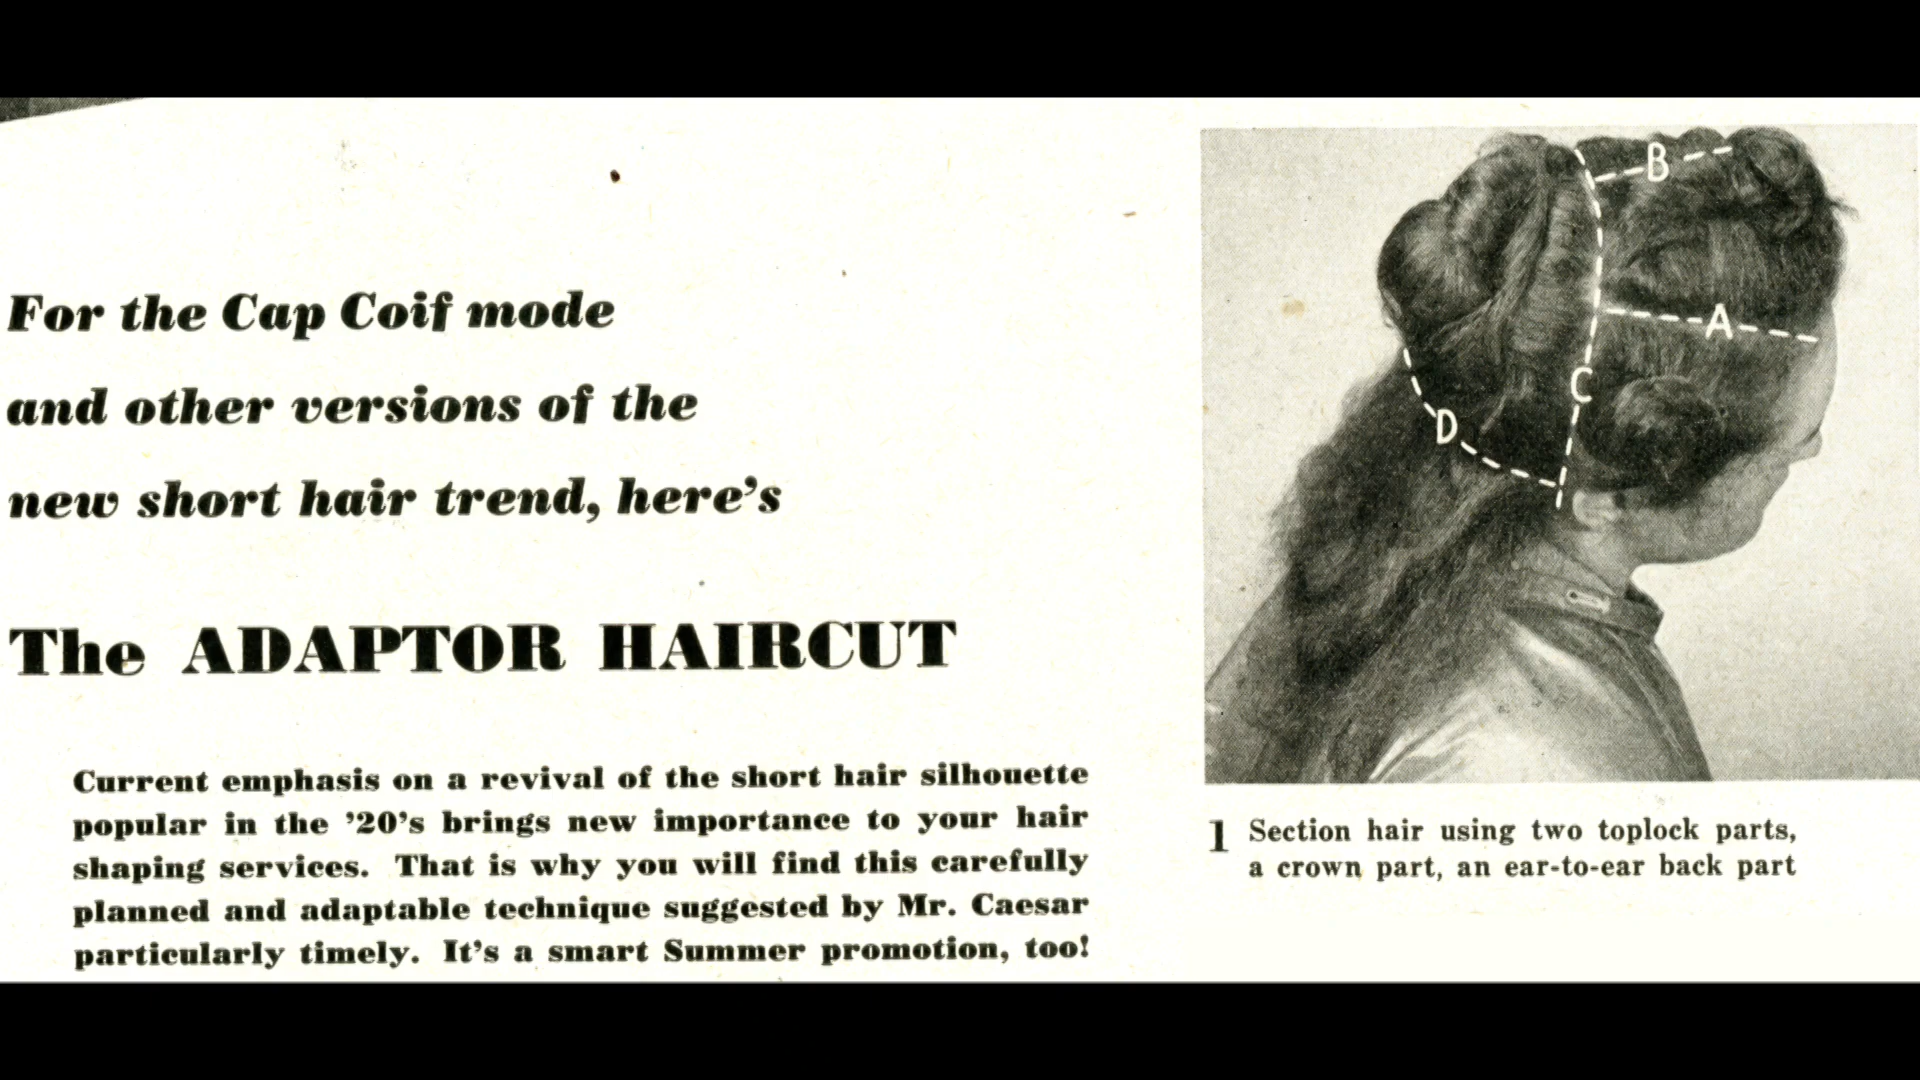 For the Cap Coif mode
and other versions of the
new short hair trend, here's
The ADAPTOR HAIRCUT
Current emphasis on a revival of the short hair silhouette
popular in the '20's brings new importance to your hair
shaping services. That is why you will find this carefully
planned and adaptable technique suggested by Mr. Caesar
particularly timely. It's a smart Summer promotion, too!
B
A
C
D
1 Section hair using two toplock parts,
a crown part, an ear-to-ear back part